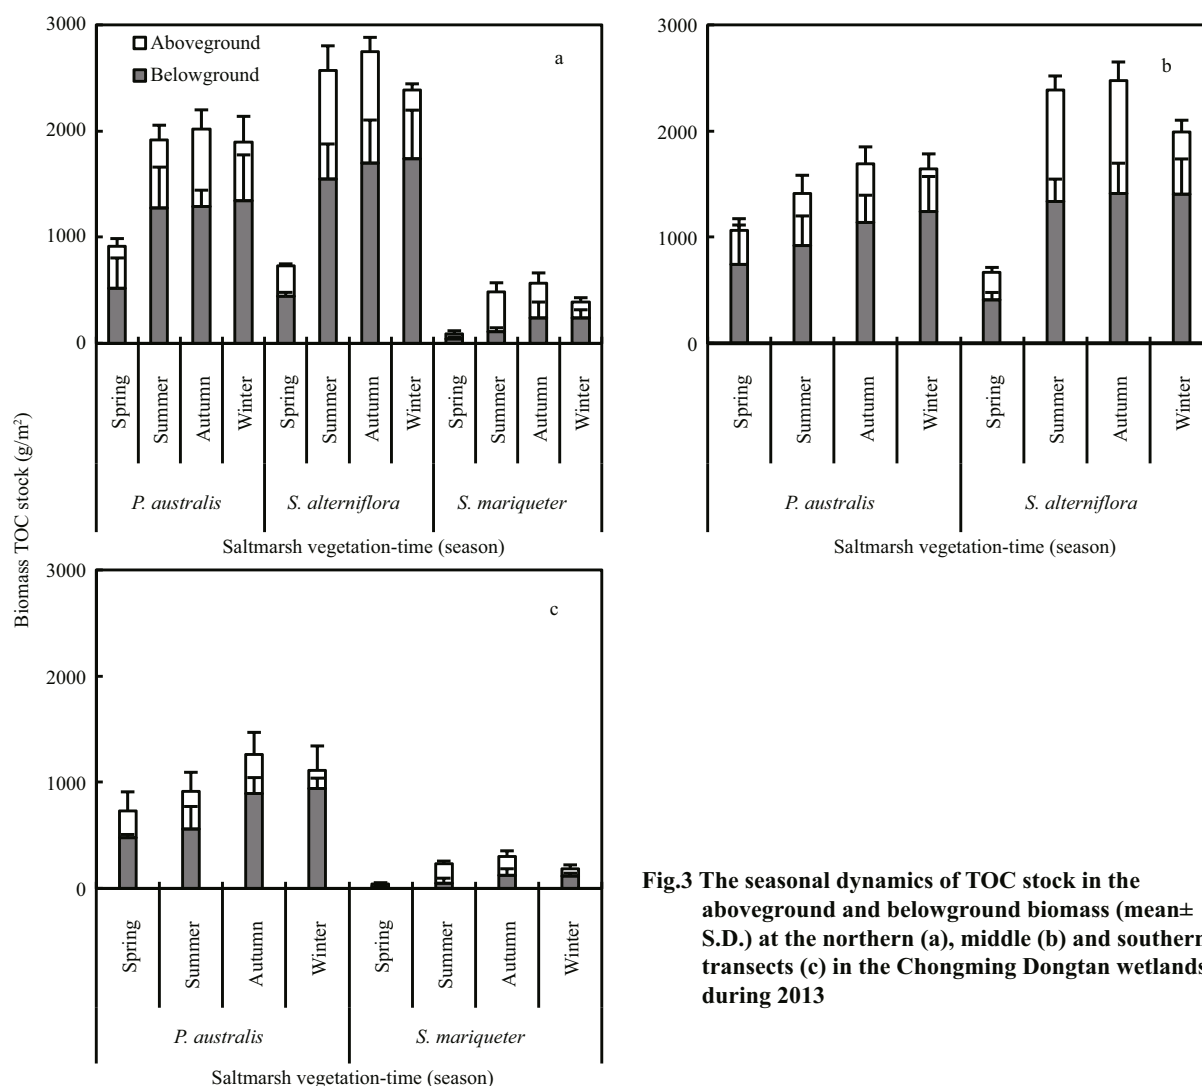 Biomass TOC stock (g/m²)
3000
2000
1000
0
Aboveground
Belowground
a
Spring
Summer
Autumn
Winter
Spring
Summer
Autumn
Winter
Spring
Summer
Autumn
Winter
P. australis
S. alterniflora
S. mariqueter
Saltmarsh vegetation-time (season)
3000
2000
1000
0
b
Spring
Summer
Autumn
Winter
Spring
Summer
Autumn
Winter
P. australis
S. alterniflora
Saltmarsh vegetation-time (season)
3000
2000
1000
0
c
Spring
Summer
Autumn
Winter
Spring
Summer
Autumn
Winter
P. australis
S. mariqueter
Saltmarsh vegetation-time (season)
Fig.3 The seasonal dynamics of TOC stock in the
aboveground and belowground biomass (mean±
S.D.) at the northern (a), middle (b) and southern
transects (c) in the Chongming Dongtan wetlands
during 2013